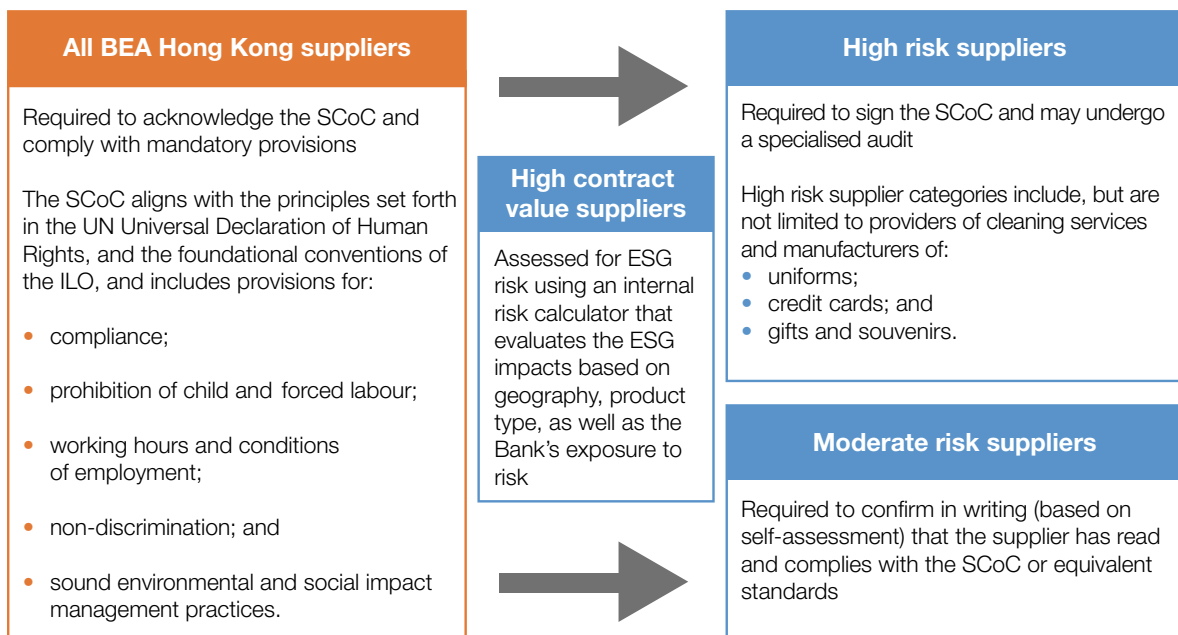 All BEA Hong Kong suppliers
Required to acknowledge the SCoC and
comply with mandatory provisions
The SCoC aligns with the principles set forth
in the UN Universal Declaration of Human
Rights, and the foundational conventions of
the ILO, and includes provisions for:
• compliance;
• prohibition of child and forced labour;
• working hours and conditions
of employment;
• non-discrimination; and
• sound environmental and social impact
management practices.
High contract
value suppliers
Assessed for ESG
risk using an internal
risk calculator that
evaluates the ESG
impacts based on
geography, product
type, as well as the
Bank's exposure to
risk
High risk suppliers
Required to sign the SCoC and may undergo
a specialised audit
High risk supplier categories include, but are
not limited to providers of cleaning services
and manufacturers of:
• uniforms;
• credit cards; and
• gifts and souvenirs.
Moderate risk suppliers
Required to confirm in writing (based on
self-assessment) that the supplier has read
and complies with the SCoC or equivalent
standards